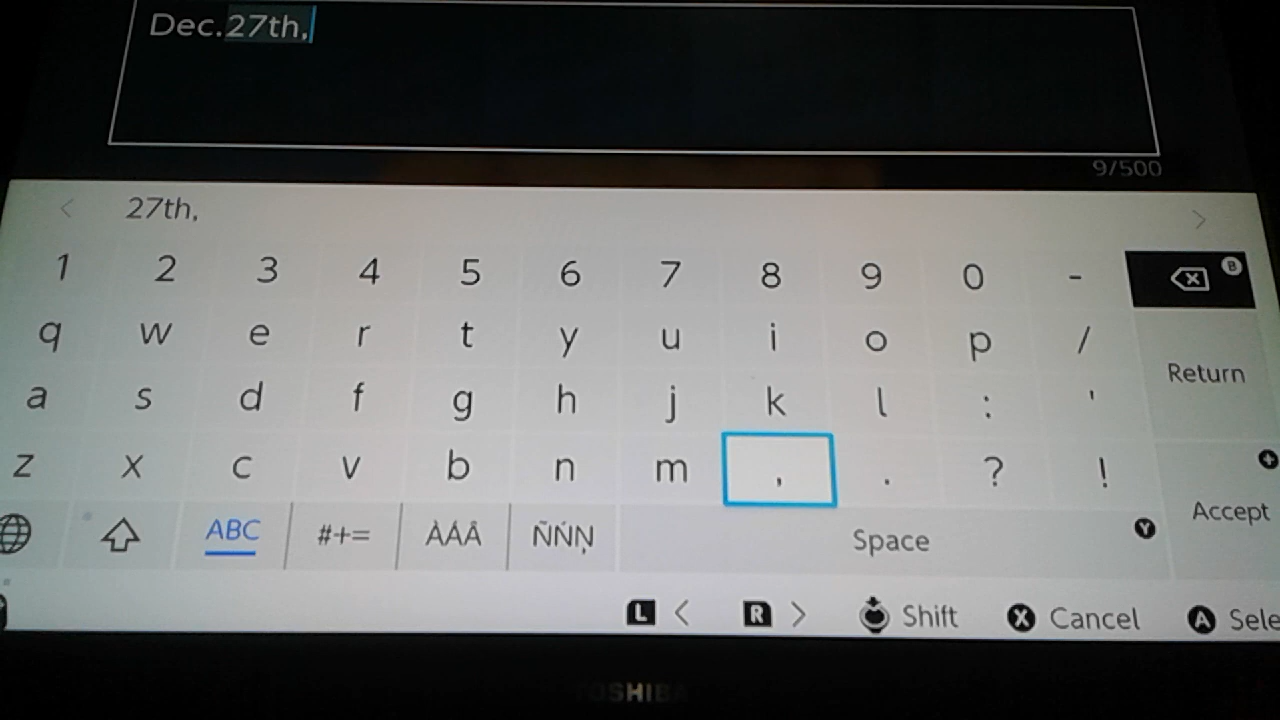 Dec.27th,
9/500
< 27th, >
1 2 3 4 5 6 7 8 9 0 - B
q w e r t y u i o p /
Return
a s d f g h j k l : '
z x c v b n m , . ? !
Accept
ABC #+= ÀÁÂ ÑŃŅ Space Y
L < R > Shift X Cancel A Sele
TOSHIBA